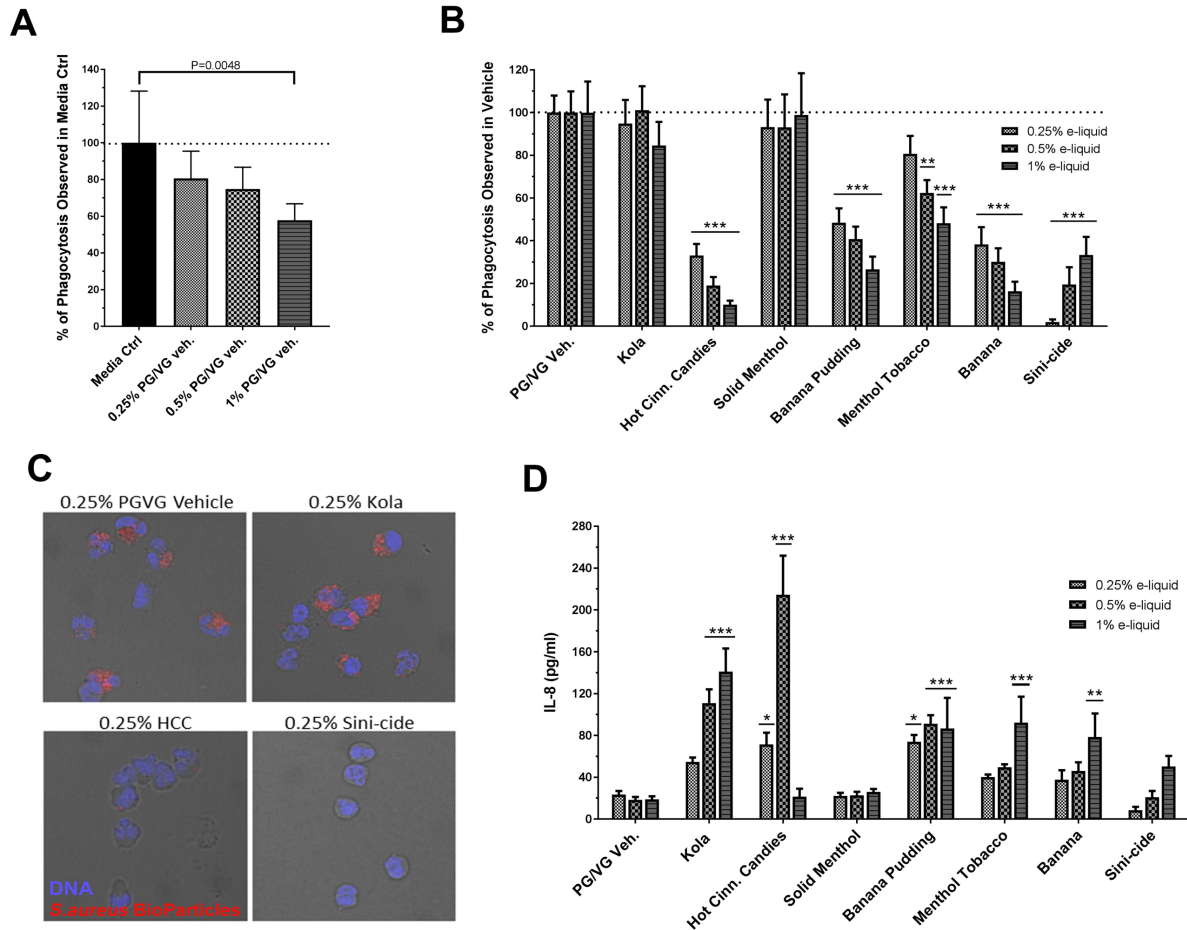 A
% of Phagocytosis Observed in Media Ctrl
140
120
100
80
60
40
20
0
P=0.0048
Media Ctrl
0.25% PG/VG veh.
0.5% PG/VG veh.
1% PG/VG veh.
B
% of Phagocytosis Observed in Vehicle
120
100
80
60
40
20
0
0.25% e-liquid
0.5% e-liquid
1% e-liquid
***
***
**
***
***
***
PG/VG Veh.
Kola
Hot Cinn. Candies
Solid Menthol
Banana Pudding
Menthol Tobacco
Banana
Sini-cide
C
0.25% PGVG Vehicle
0.25% Kola
0.25% HCC
0.25% Sini-cide
DNA
S.aureus BioParticles
D
IL-8 (pg/ml)
280
240
200
160
120
80
40
0
0.25% e-liquid
0.5% e-liquid
1% e-liquid
***
*
***
*
***
***
**
PG/VG Veh.
Kola
Hot Cinn. Candies
Solid Menthol
Banana Pudding
Menthol Tobacco
Banana
Sini-cide